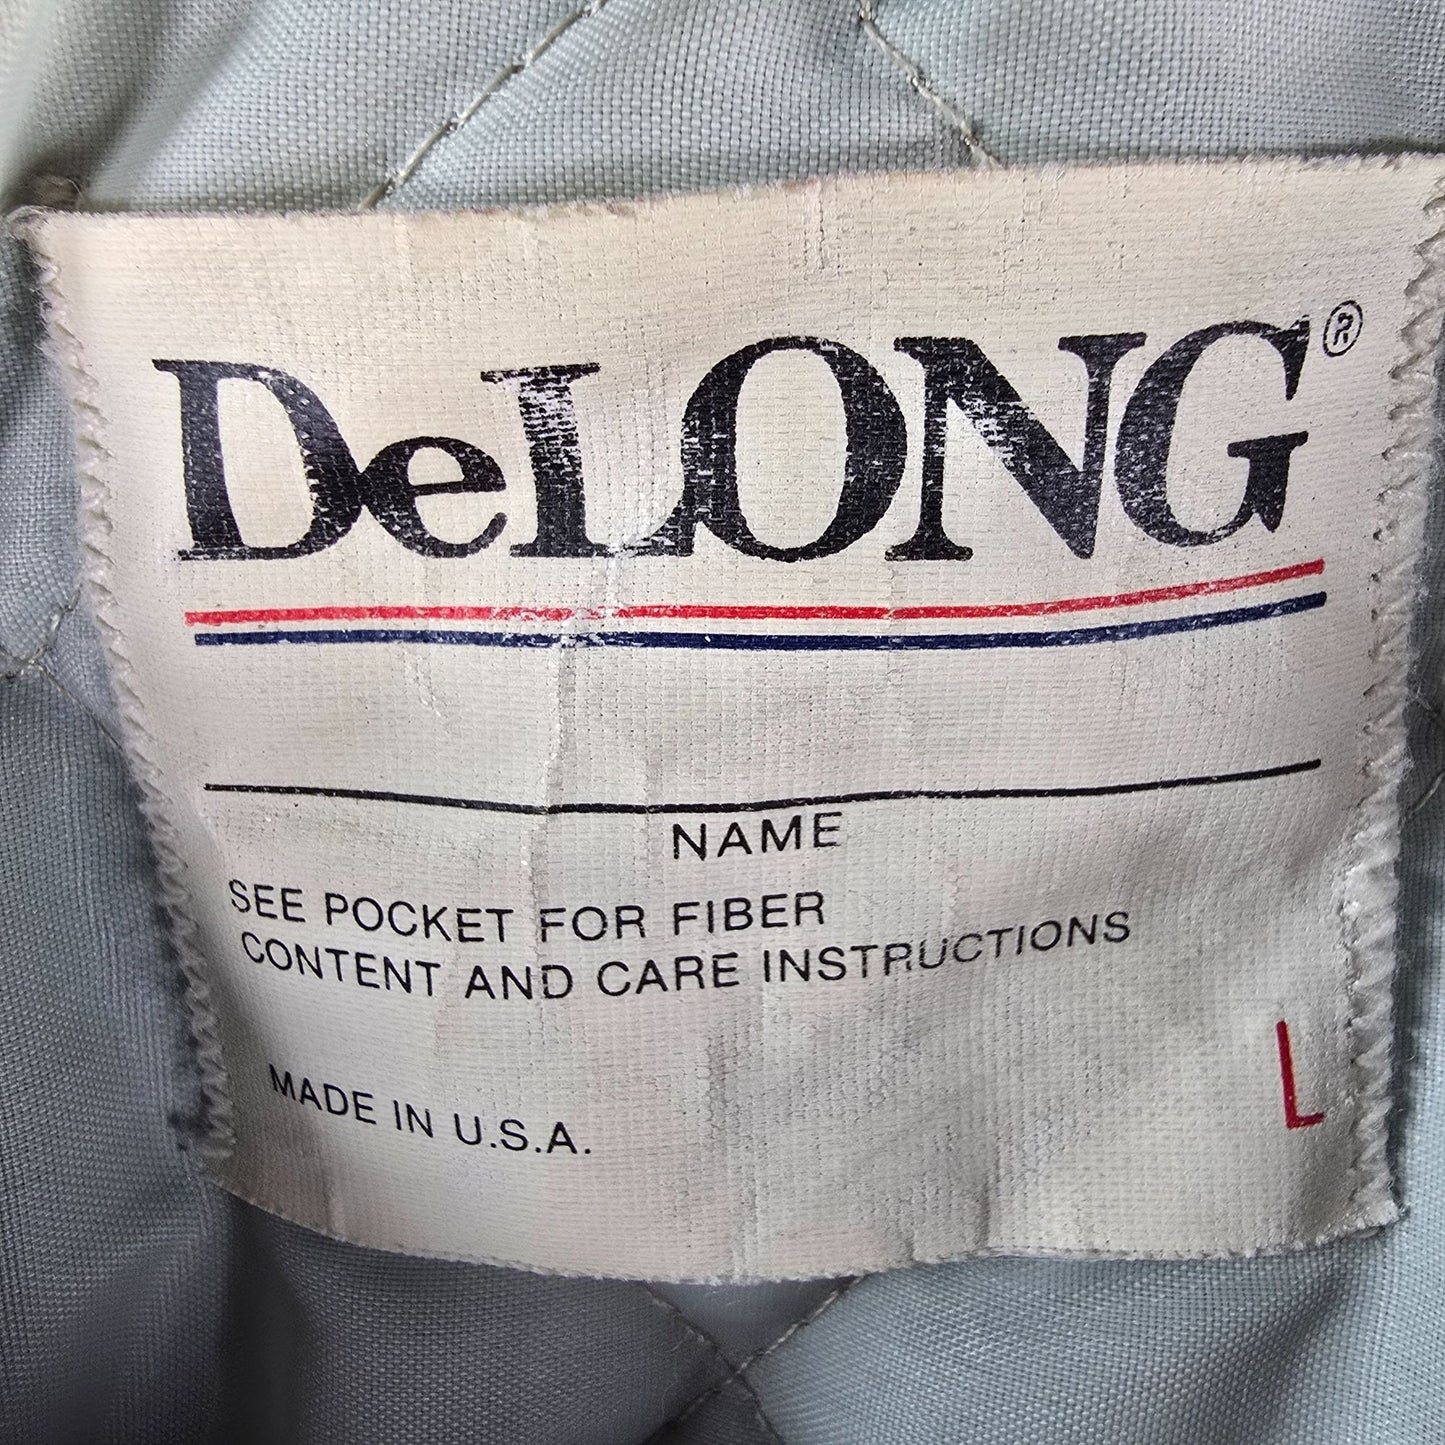 DeLONG®
NAME
SEE POCKET FOR FIBER
CONTENT AND CARE INSTRUCTIONS
MADE IN U.S.A.
L